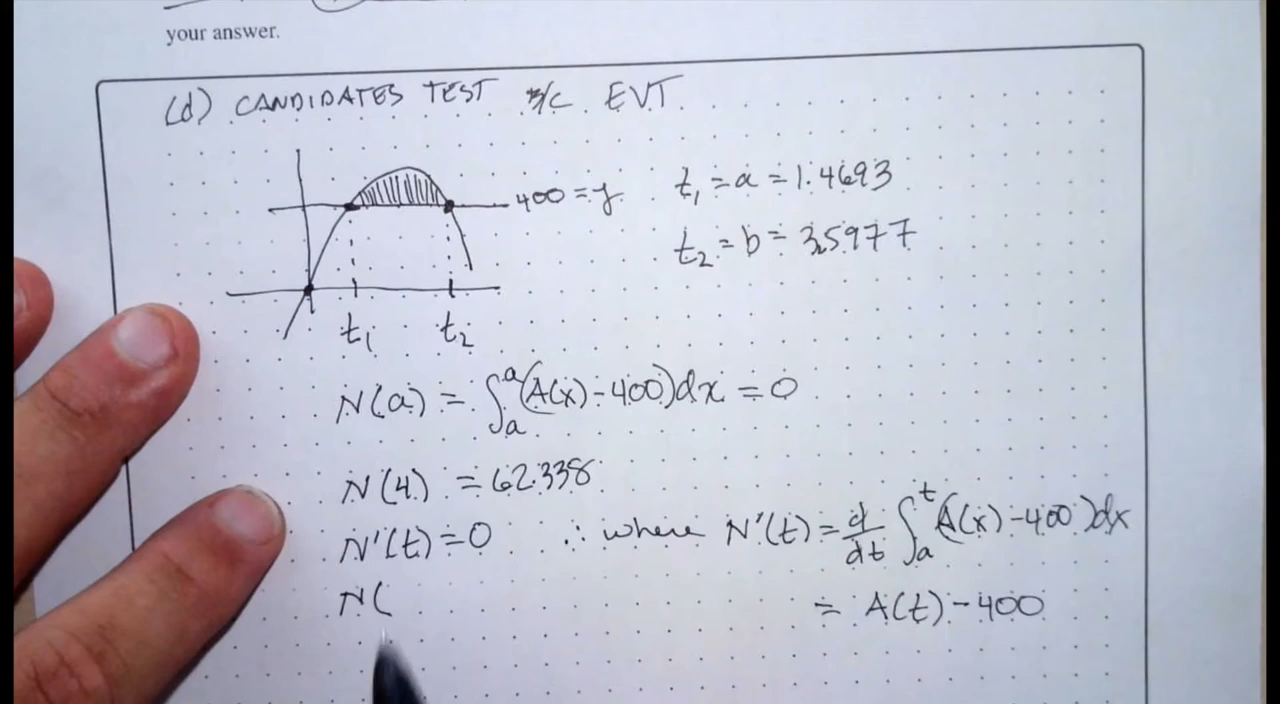 your answer.
(d) CANDIDATES TEST B/C EVT.
400 = y
t₁ = a = 1.4693
t₂ = b = 3.5977
t₁ t₂
N(a) = ∫ₐᵃ(A(x)-400)dx = 0
N(4) = 62.338
N'(t) = 0 ∴ where N'(t) = d/dt ∫ₐᵗ(A(x)-400)dx
N( = A(t)-400